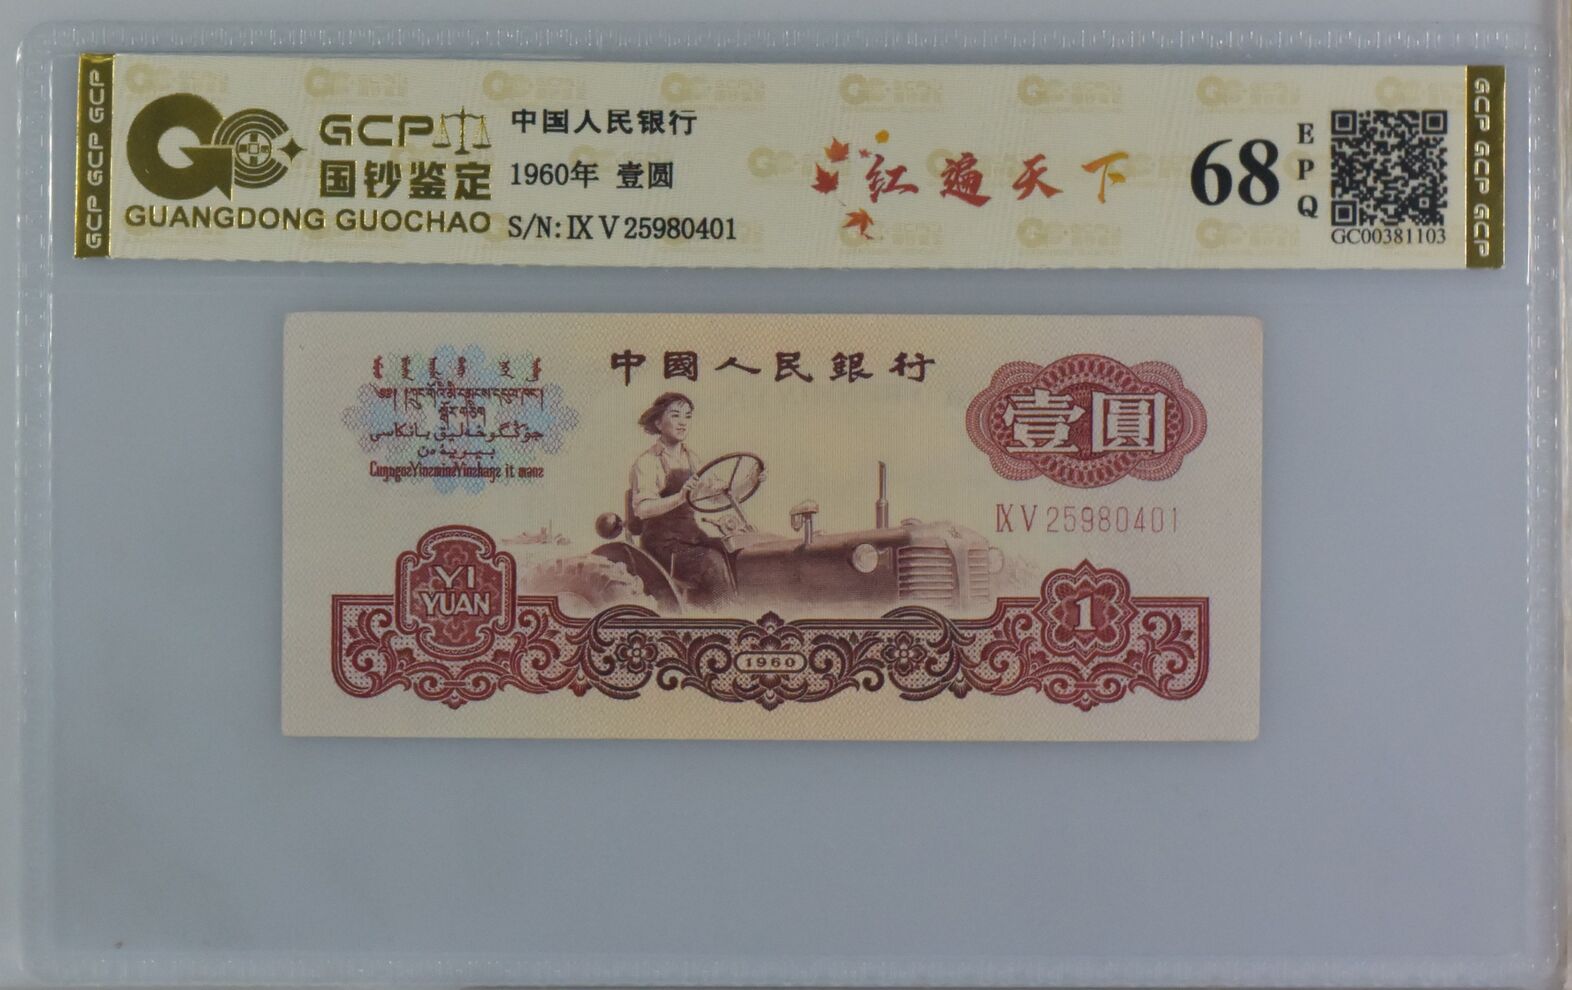 GCP GCP GCP
GCP
国钞鉴定
GUANGDONG GUOCHAO
中国人民银行
1960年 壹圆
S/N: Ⅸ Ⅴ 25980401
红遍天下
68
EPQ
GC00381103
GCP GCP GCP
中國人民銀行
壹圓
Ⅸ Ⅴ 25980401
YI
YUAN
1960
1